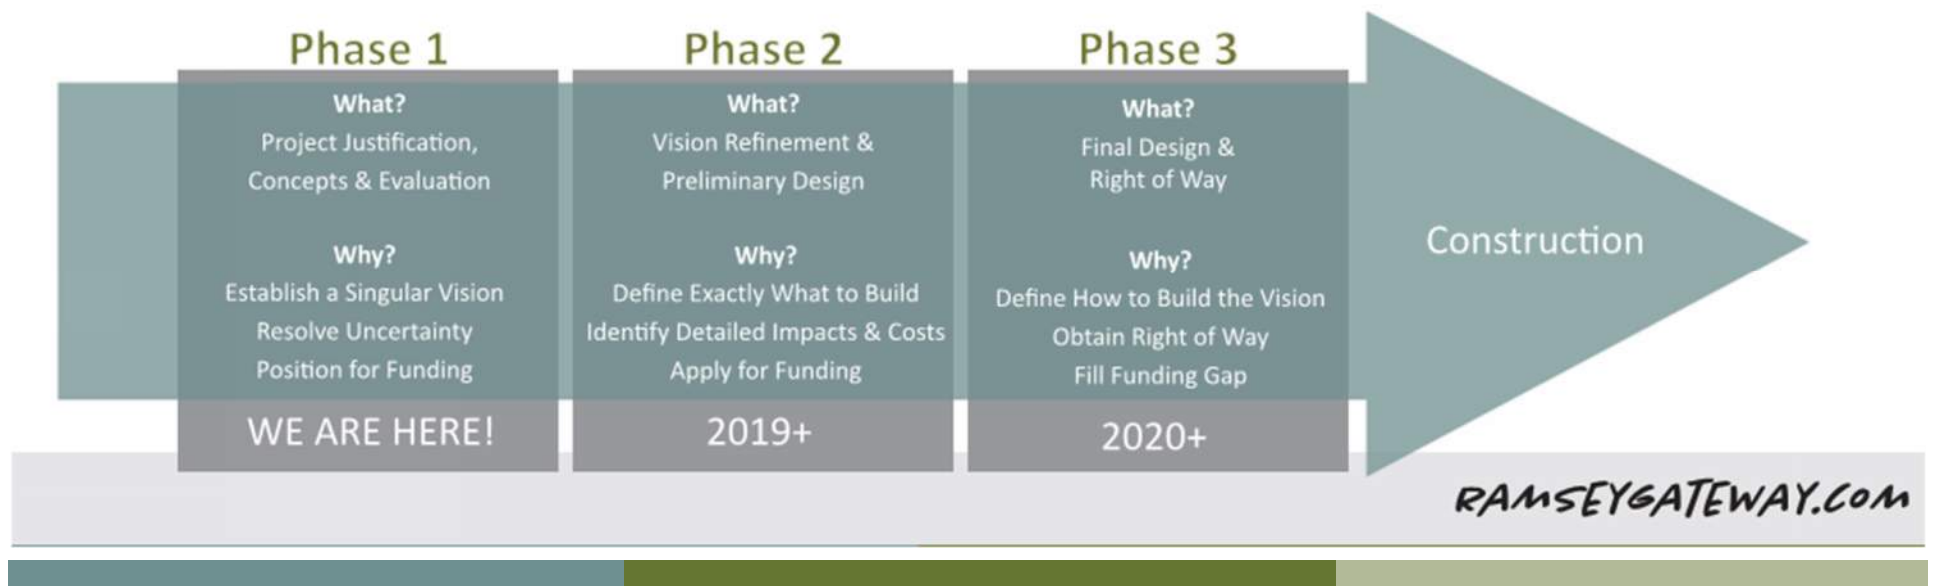 Phase 1
What?
Project Justification,
Concepts & Evaluation
Why?
Establish a Singular Vision
Resolve Uncertainty
Position for Funding
WE ARE HERE!
Phase 2
What?
Vision Refinement &
Preliminary Design
Why?
Define Exactly What to Build
Identify Detailed Impacts & Costs
Apply for Funding
2019+
Phase 3
What?
Final Design &
Right of Way
Why?
Define How to Build the Vision
Obtain Right of Way
Fill Funding Gap
2020+
Construction
RAMSEYGATEWAY.COM